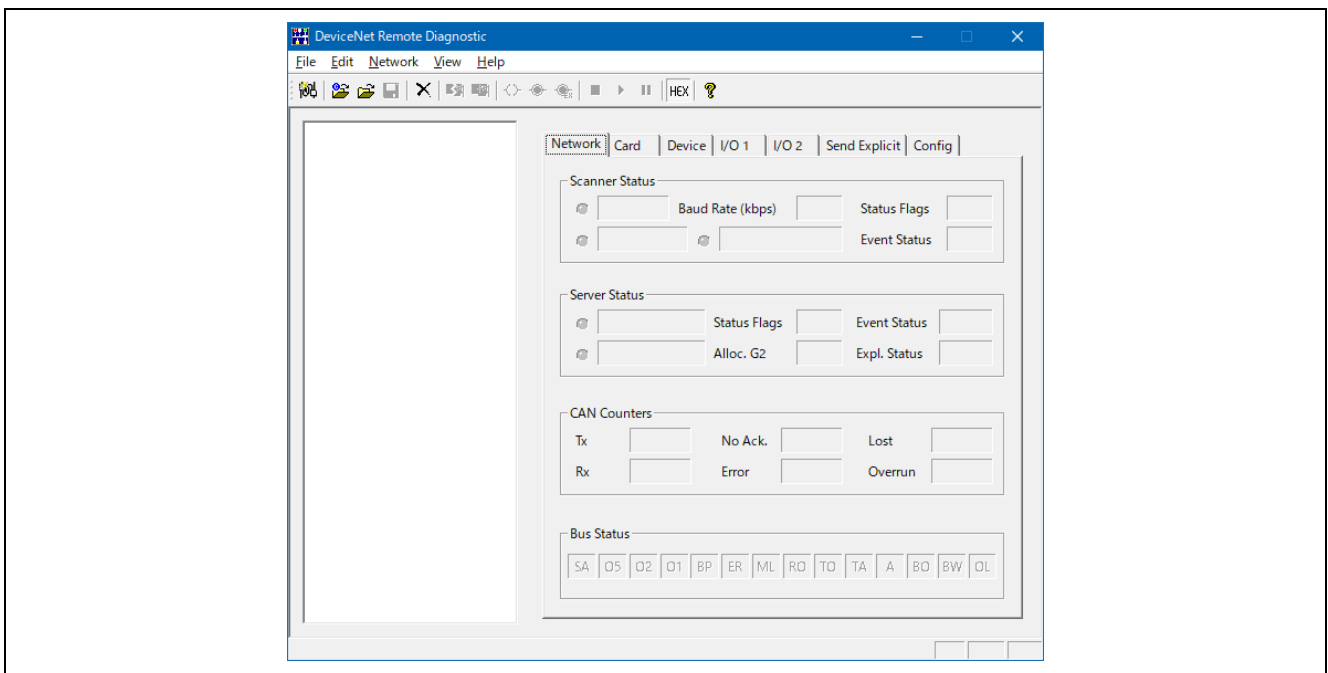 DeviceNet Remote Diagnostic
File Edit Network View Help
HEX
Network Card Device I/O 1 I/O 2 Send Explicit Config
Scanner Status
Baud Rate (kbps) Status Flags
Event Status
Server Status
Status Flags Event Status
Alloc. G2 Expl. Status
CAN Counters
Tx No Ack. Lost
Rx Error Overrun
Bus Status
SA O5 O2 O1 BP ER ML RO TO TA A BO BW OL